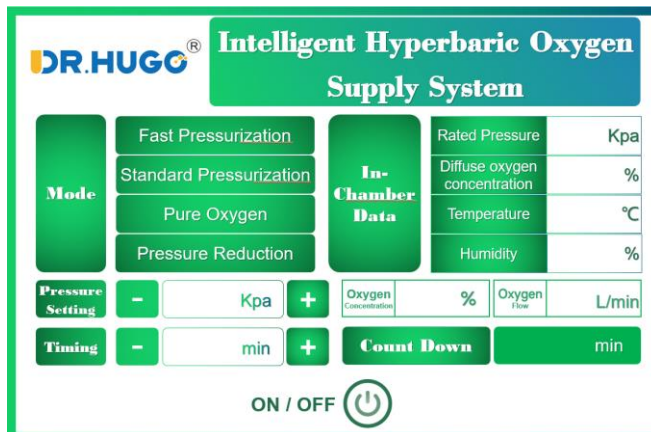 DR.HUGO®
Intelligent Hyperbaric Oxygen
Supply System
Mode
Fast Pressurization
Standard Pressurization
Pure Oxygen
Pressure Reduction
In-
Chamber
Data
Rated Pressure
Kpa
Diffuse oxygen
concentration
%
Temperature
℃
Humidity
%
Pressure
Setting
-
Kpa
+
Oxygen
Concentration
%
Oxygen
Flow
L/min
Timing
-
min
+
Count Down
min
ON / OFF